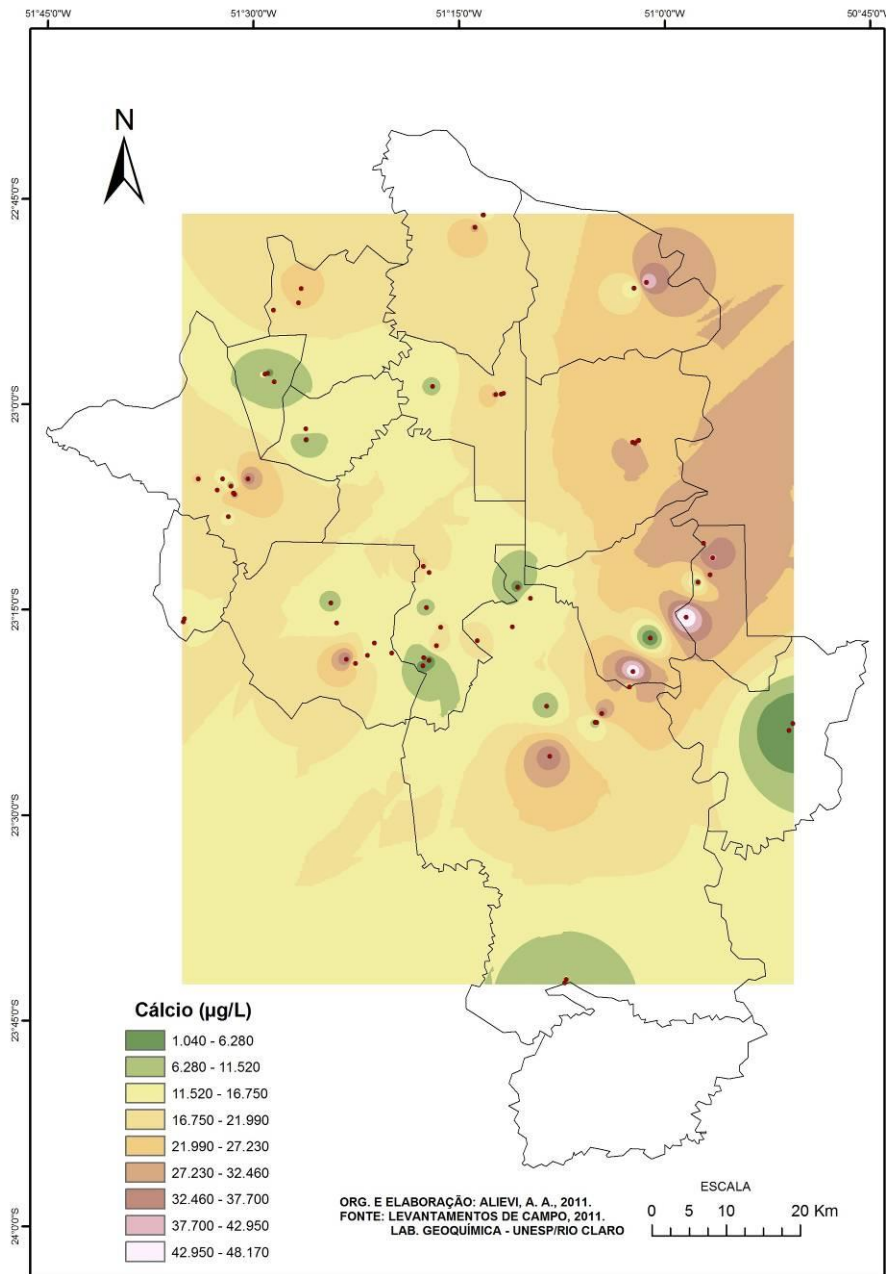 51°45'0"W
51°30'0"W
51°15'0"W
51°0'0"W
50°45'0"W
N
22°45'0"S
23°0'0"S
23°15'0"S
23°30'0"S
23°45'0"S
24°0'0"S
Cálcio (µg/L)
1.040 - 6.280
6.280 - 11.520
11.520 - 16.750
16.750 - 21.990
21.990 - 27.230
27.230 - 32.460
32.460 - 37.700
37.700 - 42.950
42.950 - 48.170
ORG. E ELABORAÇÃO: ALIEVI, A. A., 2011.
FONTE: LEVANTAMENTOS DE CAMPO, 2011.
LAB. GEOQUÍMICA - UNESP/RIO CLARO
ESCALA
0 5 10 20 Km